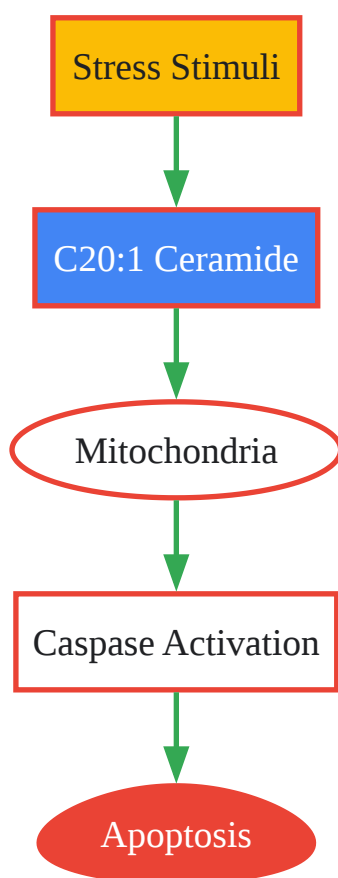 Stress Stimuli
C20:1 Ceramide
Mitochondria
Caspase Activation
Apoptosis